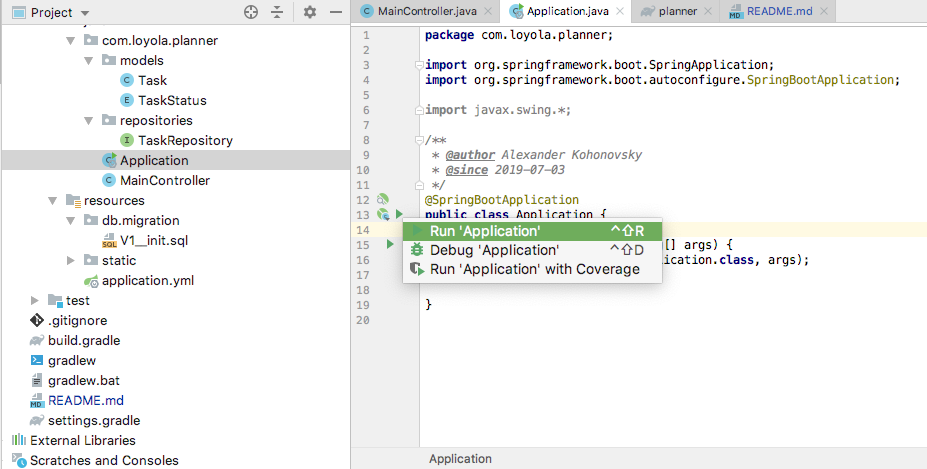 Project
com.loyola.planner
models
Task
TaskStatus
repositories
TaskRepository
Application
MainController
resources
db.migration
V1__init.sql
static
application.yml
test
.gitignore
build.gradle
gradlew
gradlew.bat
README.md
settings.gradle
External Libraries
Scratches and Consoles
MainController.java Application.java planner README.md
1 package com.loyola.planner;
2
3 import org.springframework.boot.SpringApplication;
4 import org.springframework.boot.autoconfigure.SpringBootApplication;
5
6 import javax.swing.*;
7
8 /**
9 * @author Alexander Kohonovsky
10 * @since 2019-07-03
11 */
12 @SpringBootApplication
13 public class Application {
14
15 [] args) {
16 ication.class, args);
17
18
19 }
20
Run 'Application' ^⇧R
Debug 'Application' ^⇧D
Run 'Application' with Coverage
Application